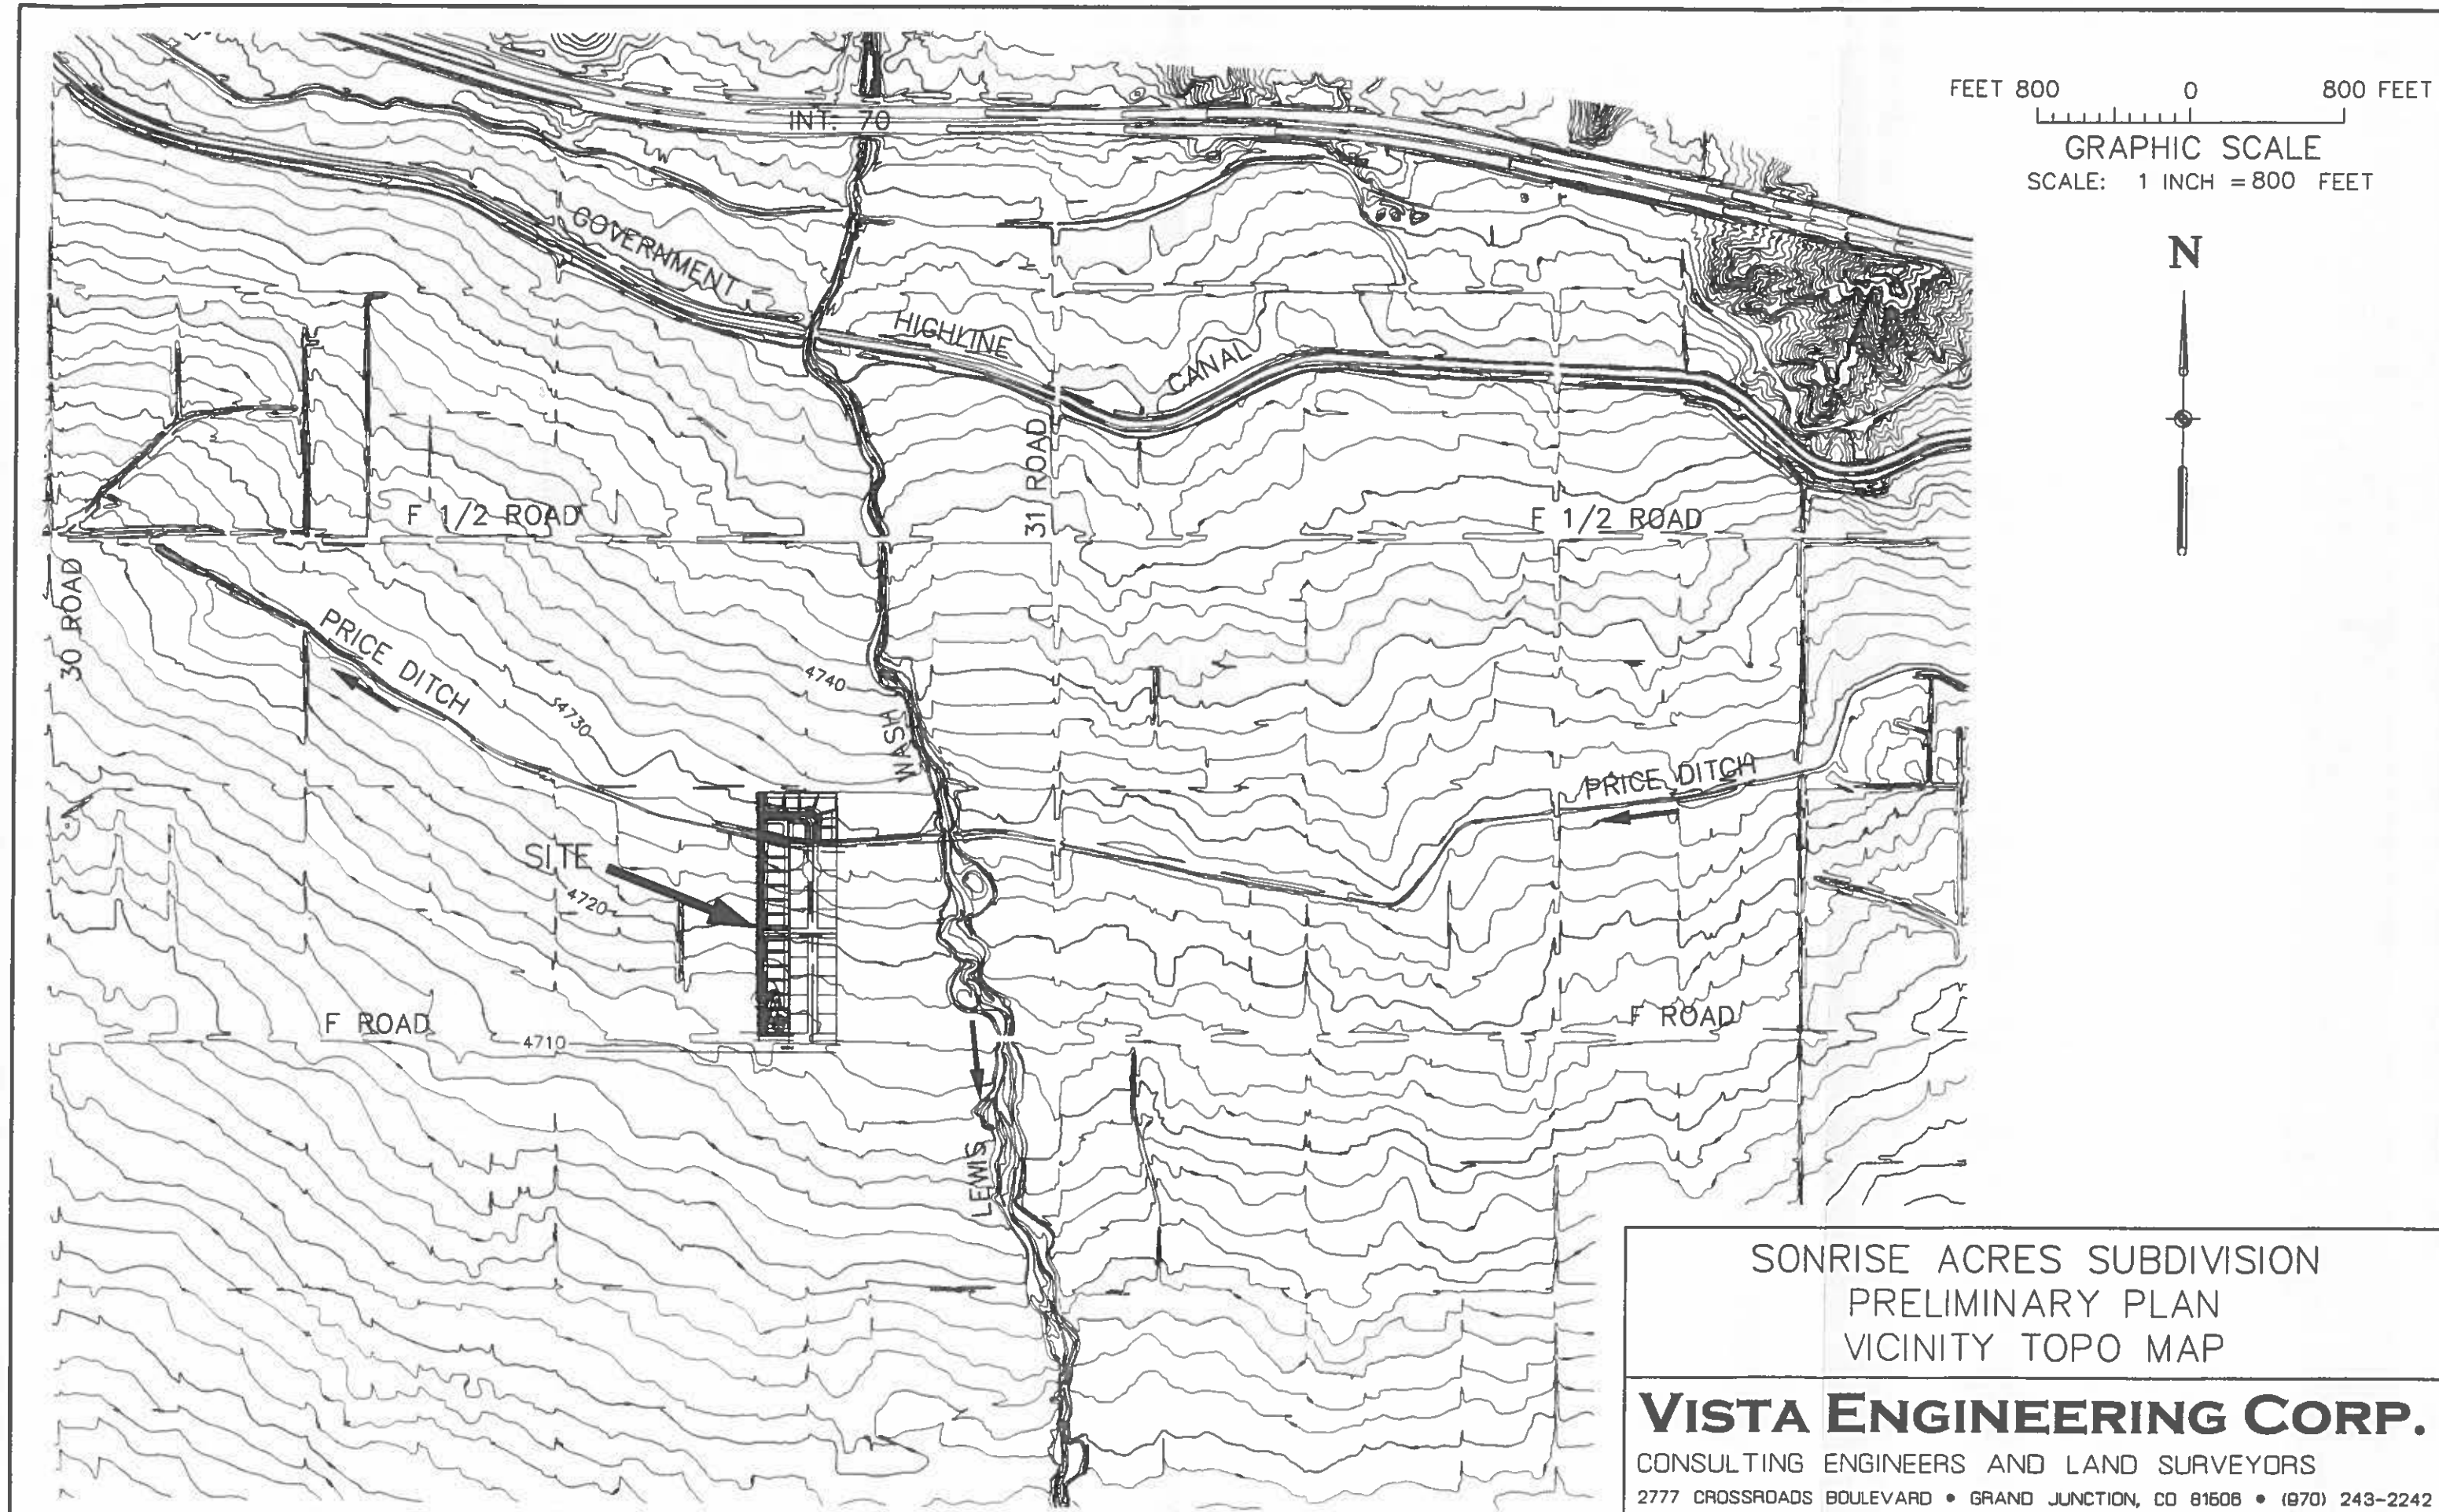 FEET 800 0 800 FEET
GRAPHIC SCALE
SCALE: 1 INCH = 800 FEET
N
INT. 70
GOVERNMENT
HIGHLINE
CANAL
31 ROAD
F 1/2 ROAD
F 1/2 ROAD
30 ROAD
PRICE DITCH
4740
4730
WASH
PRICE DITCH
SITE
4720
F ROAD
F ROAD
4710
LEWIS
SONRISE ACRES SUBDIVISION
PRELIMINARY PLAN
VICINITY TOPO MAP
VISTA ENGINEERING CORP.
CONSULTING ENGINEERS AND LAND SURVEYORS
2777 CROSSROADS BOULEVARD • GRAND JUNCTION, CO 81506 • (970) 243-2242